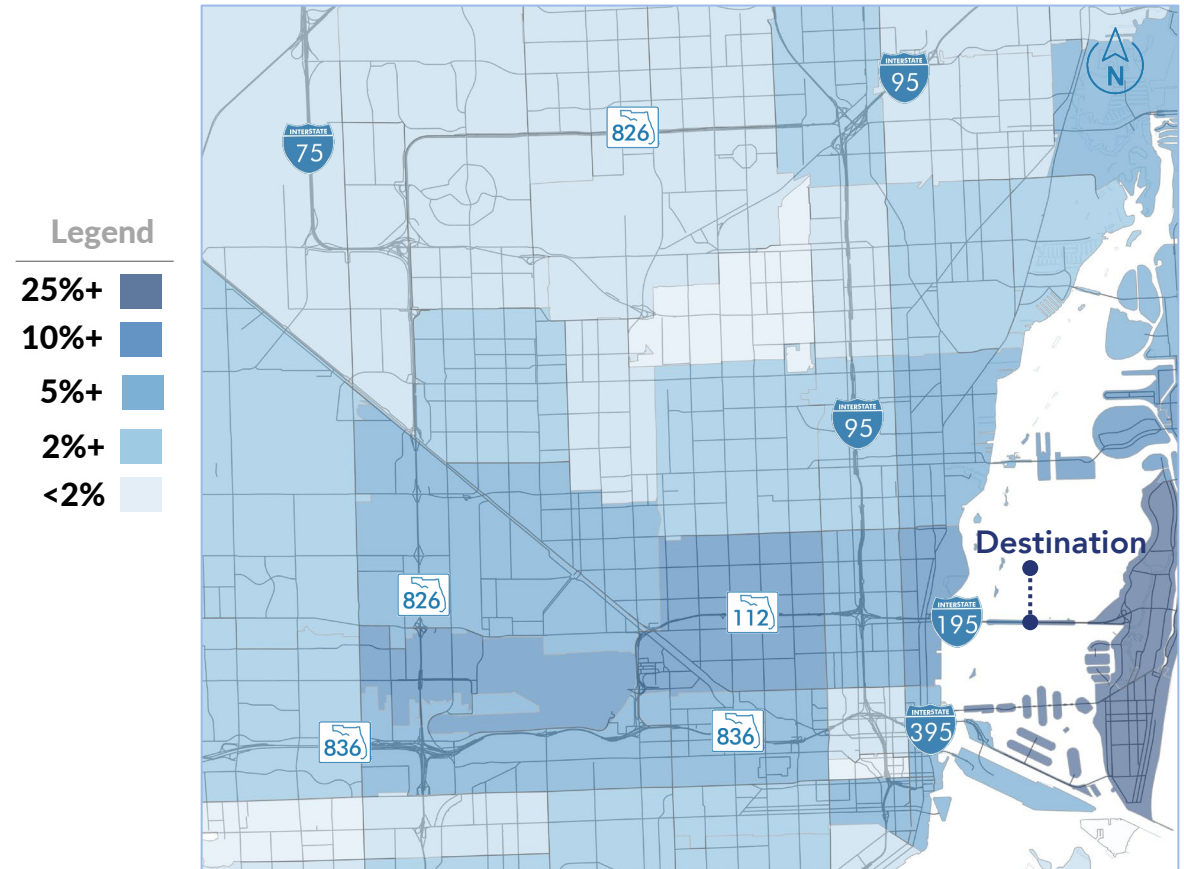 Legend
25%+
10%+
5%+
2%+
<2%
N
INTERSTATE
95
826
INTERSTATE
75
INTERSTATE
95
Destination
826
112
INTERSTATE
195
836
836
INTERSTATE
395